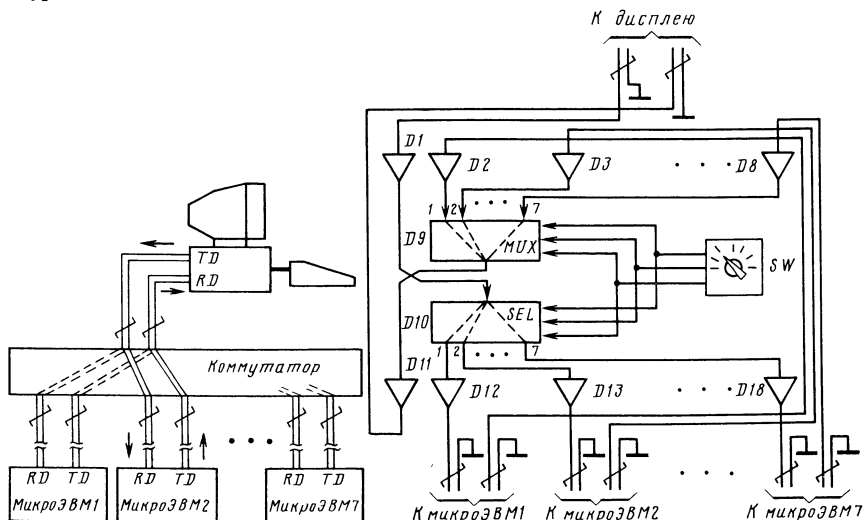 К дисплею
D1
D2
D3
. . .
D8
1 2 . . . 7
D9
MUX
SW
TD
RD
D10
SEL
1 2 . . . 7
Коммутатор
D11
D12
D13
. . .
D18
. . .
RD TD
RD TD
RD TD
МикроЭВМ1
МикроЭВМ2
МикроЭВМ7
К микроЭВМ1
К микроЭВМ2
. . .
К микроЭВМ7